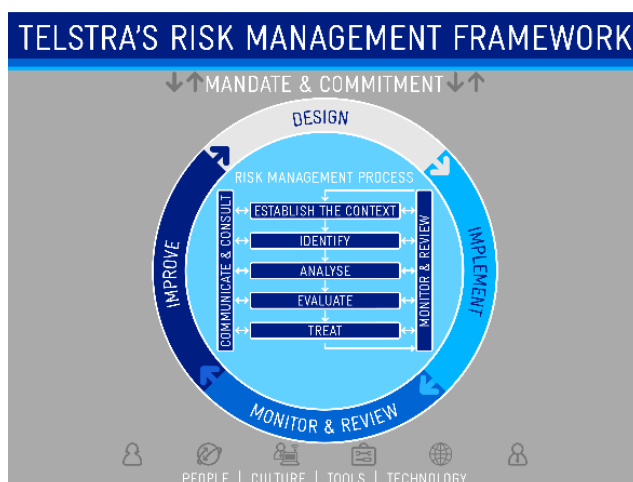 TELSTRA'S RISK MANAGEMENT FRAMEWORK
MANDATE & COMMITMENT
DESIGN
RISK MANAGEMENT PROCESS
ESTABLISH THE CONTEXT
IDENTIFY
ANALYSE
EVALUATE
TREAT
COMMUNICATE & CONSULT
MONITOR & REVIEW
IMPROVE
IMPLEMENT
MONITOR & REVIEW
PEOPLE | CULTURE | TOOLS | TECHNOLOGY